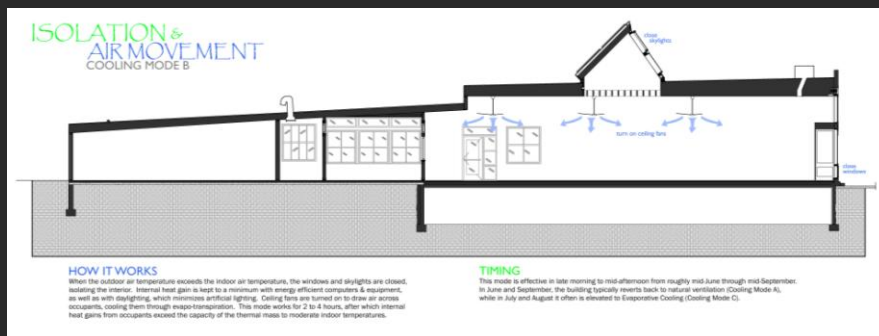 ISOLATION &
AIR MOVEMENT
COOLING MODE B
close
skylights
turn on ceiling fans
close
windows
HOW IT WORKS
When the outdoor air temperature exceeds the indoor air temperature, the windows and skylights are closed,
isolating the interior. Internal heat gain is kept to a minimum with energy efficient computers & equipment,
as well as with daylighting, which minimizes artificial lighting. Ceiling fans are turned on to draw air across
occupants, cooling them through evapo-transpiration. This mode works for 2 to 4 hours, after which internal
heat gains from occupants exceed the capacity of the thermal mass to moderate indoor temperatures.
TIMING
This mode is effective in late morning to mid-afternoon from roughly mid-June through mid-September.
In June and September, the building typically reverts back to natural ventilation (Cooling Mode A),
while in July and August it often is elevated to Evaporative Cooling (Cooling Mode C).